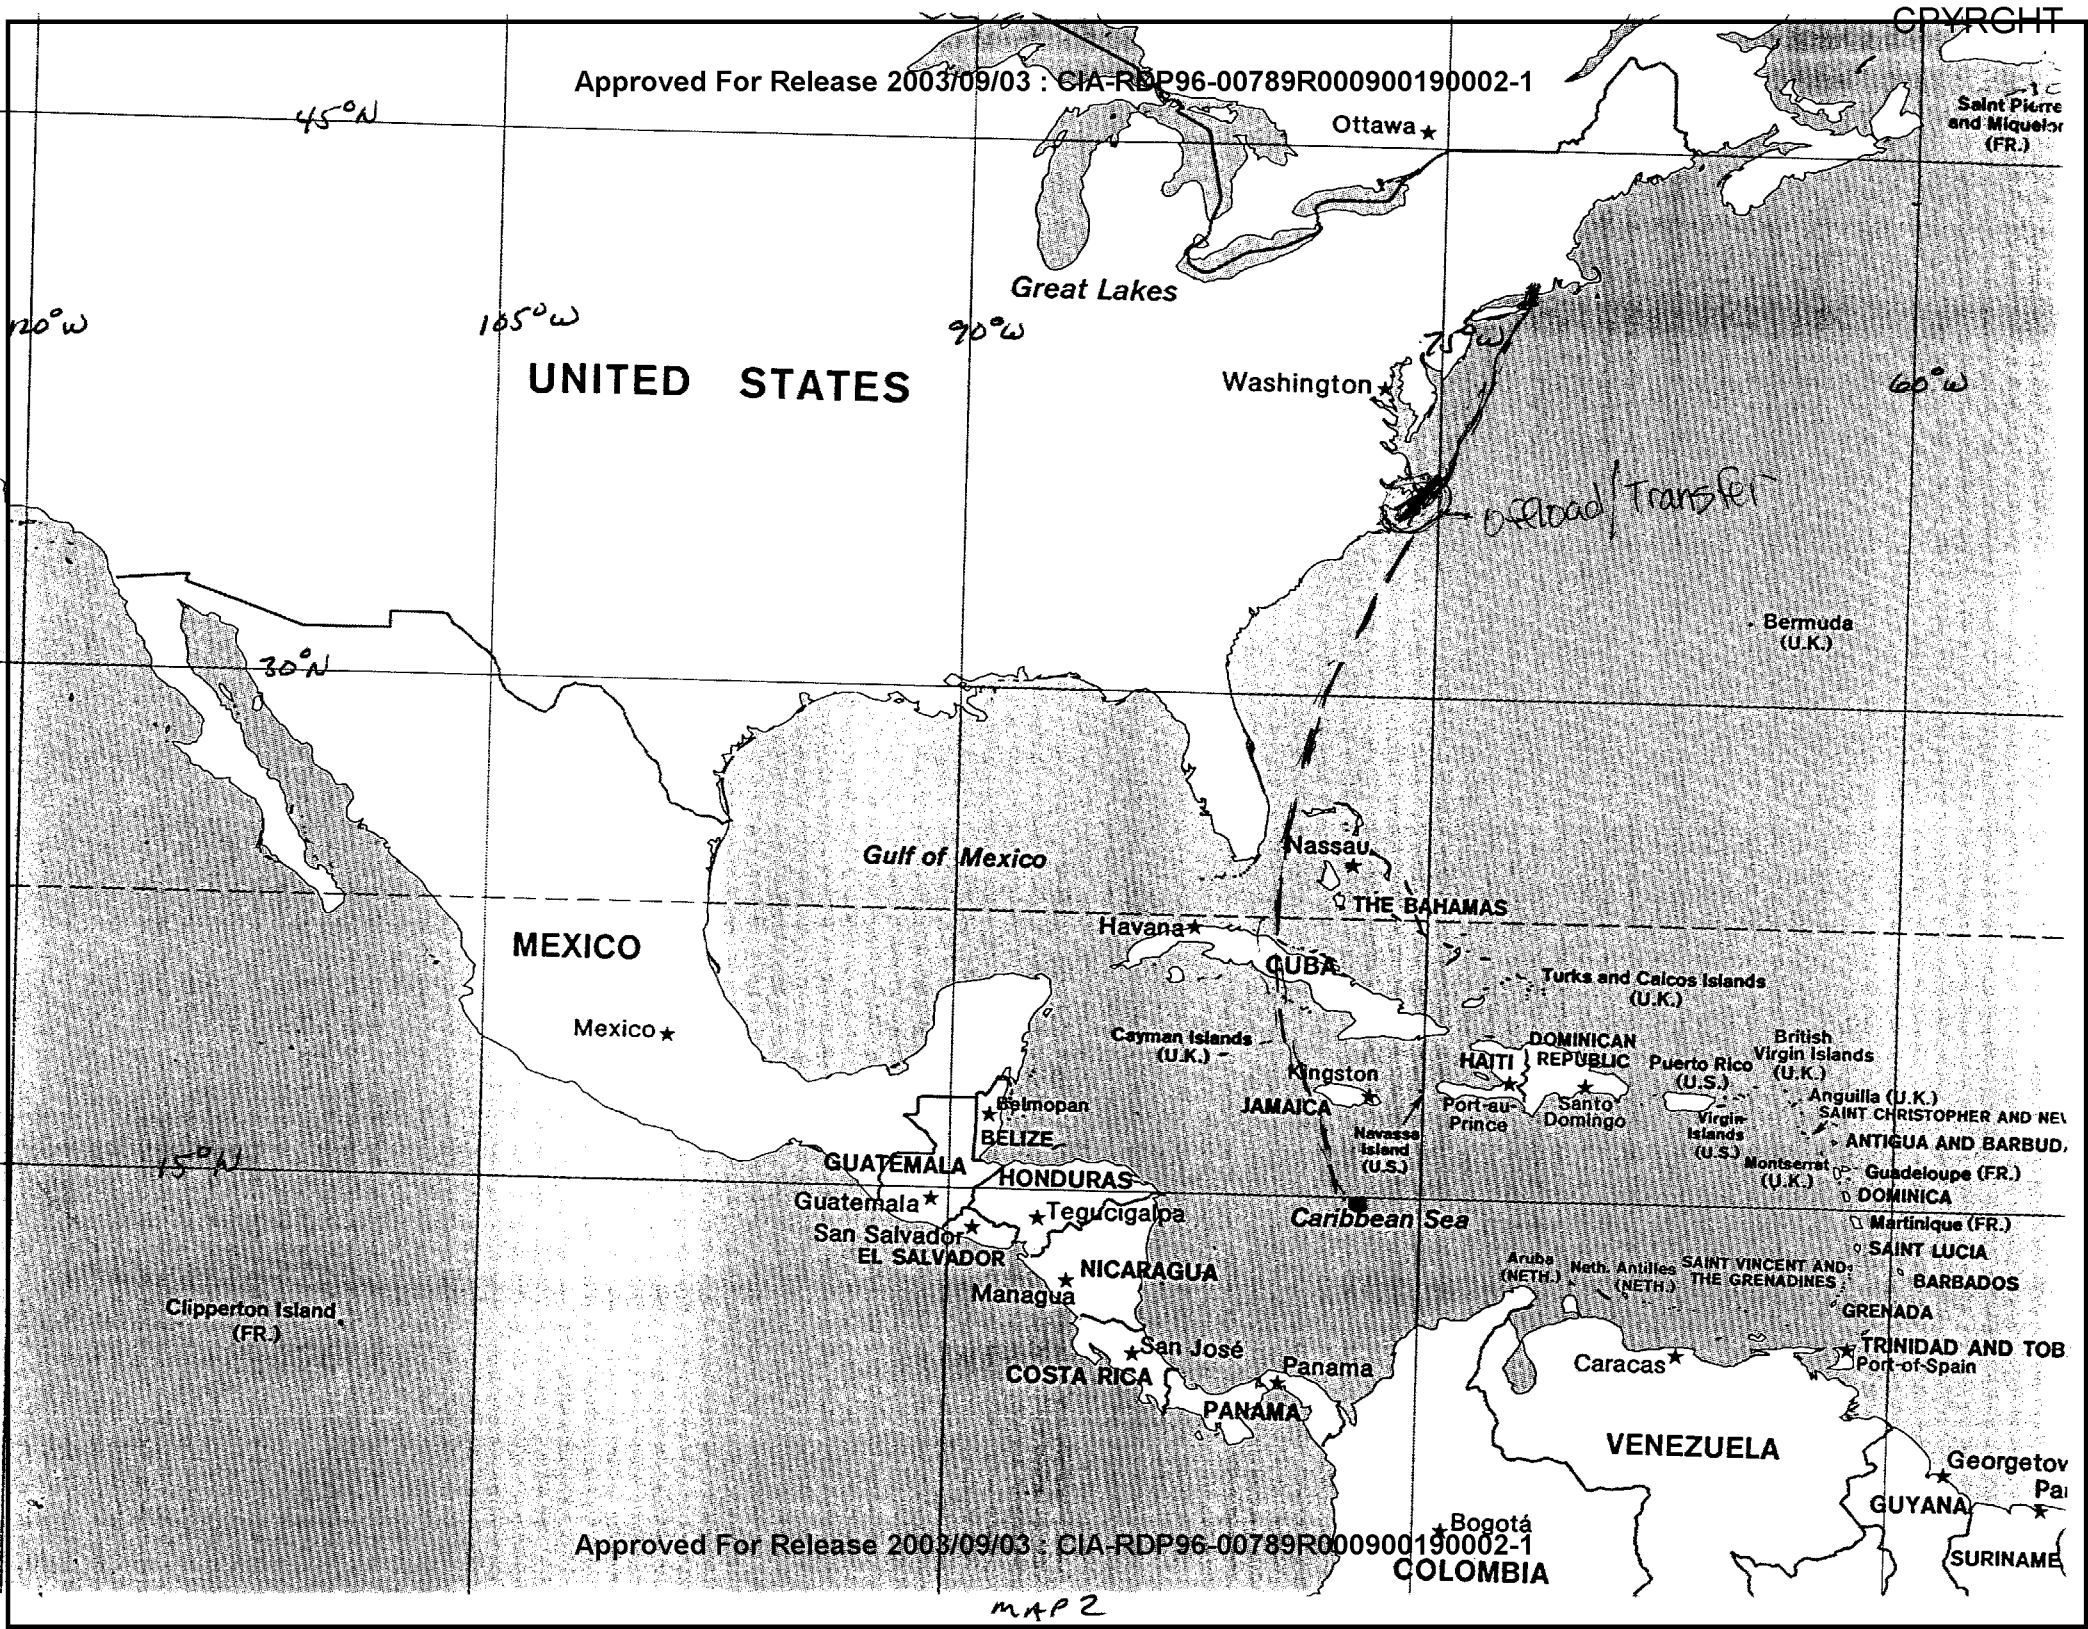 CPYRGHT
Approved For Release 2003/09/03 : CIA-RDP96-00789R000900190002-1
45°N
Ottawa
Saint Pierre
and Miquelon
(FR.)
Great Lakes
120°W
105°W
90°W
75°W
60°W
UNITED STATES
Washington
Offload/Transfer
Bermuda
(U.K.)
30°N
Gulf of Mexico
Nassau
THE BAHAMAS
Havana
CUBA
MEXICO
Mexico
Turks and Caicos Islands
(U.K.)
Cayman Islands
(U.K.)
Kingston
JAMAICA
Navassa
Island
(U.S.)
HAITI
Port-au-
Prince
DOMINICAN
REPUBLIC
Santo
Domingo
Puerto Rico
(U.S.)
British
Virgin Islands
(U.K.)
Virgin
Islands
(U.S.)
Anguilla (U.K.)
SAINT CHRISTOPHER AND NEV
ANTIGUA AND BARBUD
Montserrat
(U.K.)
Guadeloupe (FR.)
DOMINICA
Martinique (FR.)
SAINT LUCIA
BARBADOS
SAINT VINCENT AND
THE GRENADINES
GRENADA
TRINIDAD AND TOB
Port-of-Spain
Belmopan
BELIZE
15°N
GUATEMALA
Guatemala
HONDURAS
Tegucigalpa
San Salvador
EL SALVADOR
NICARAGUA
Managua
Caribbean Sea
Aruba
(NETH.)
Neth. Antilles
(NETH.)
Clipperton Island
(FR.)
San José
COSTA RICA
Panama
PANAMA
Caracas
VENEZUELA
Georgetow
Par
GUYANA
SURINAME
Bogotá
COLOMBIA
Approved For Release 2003/09/03 : CIA-RDP96-00789R000900190002-1
MAP 2